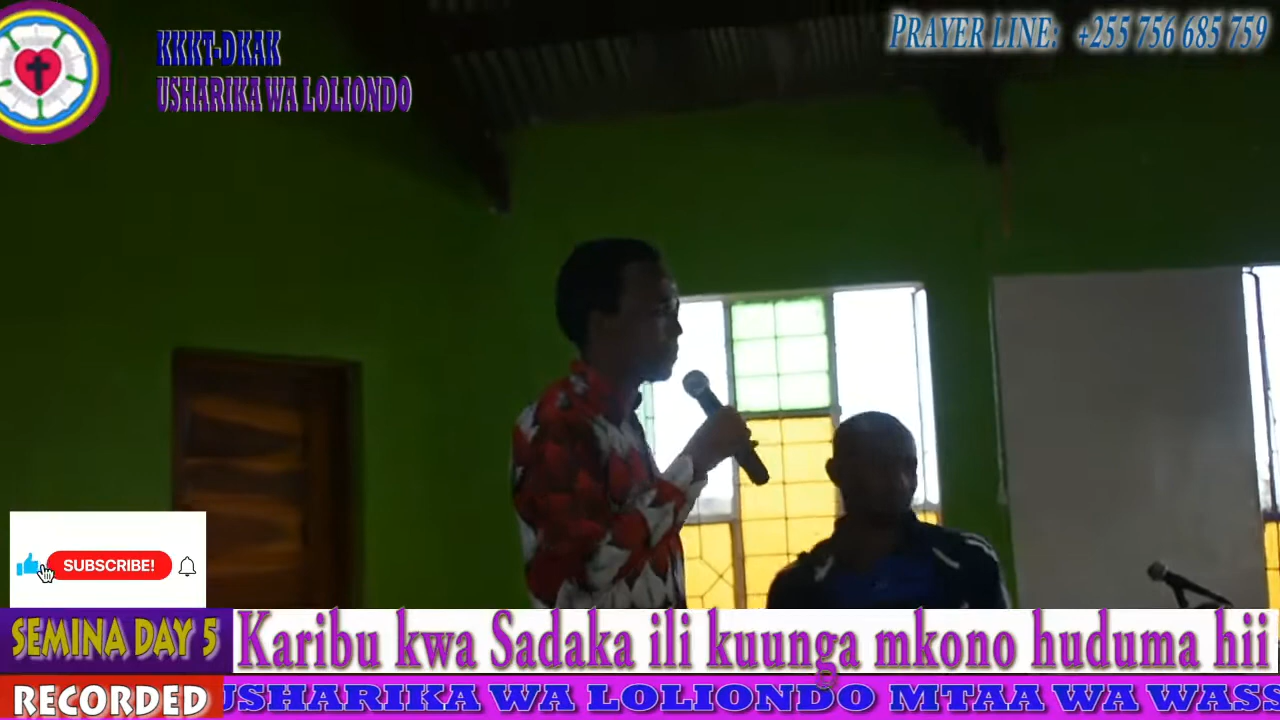 KKKT-DKAK
USHARIKA WA LOLIONDO
PRAYER LINE: +255 756 685 759
SUBSCRIBE!
SEMINA DAY 5
Karibu kwa Sadaka ili kuunga mkono huduma hii
RECORDED
USHARIKA WA LOLIONDO MTAA WA WASS